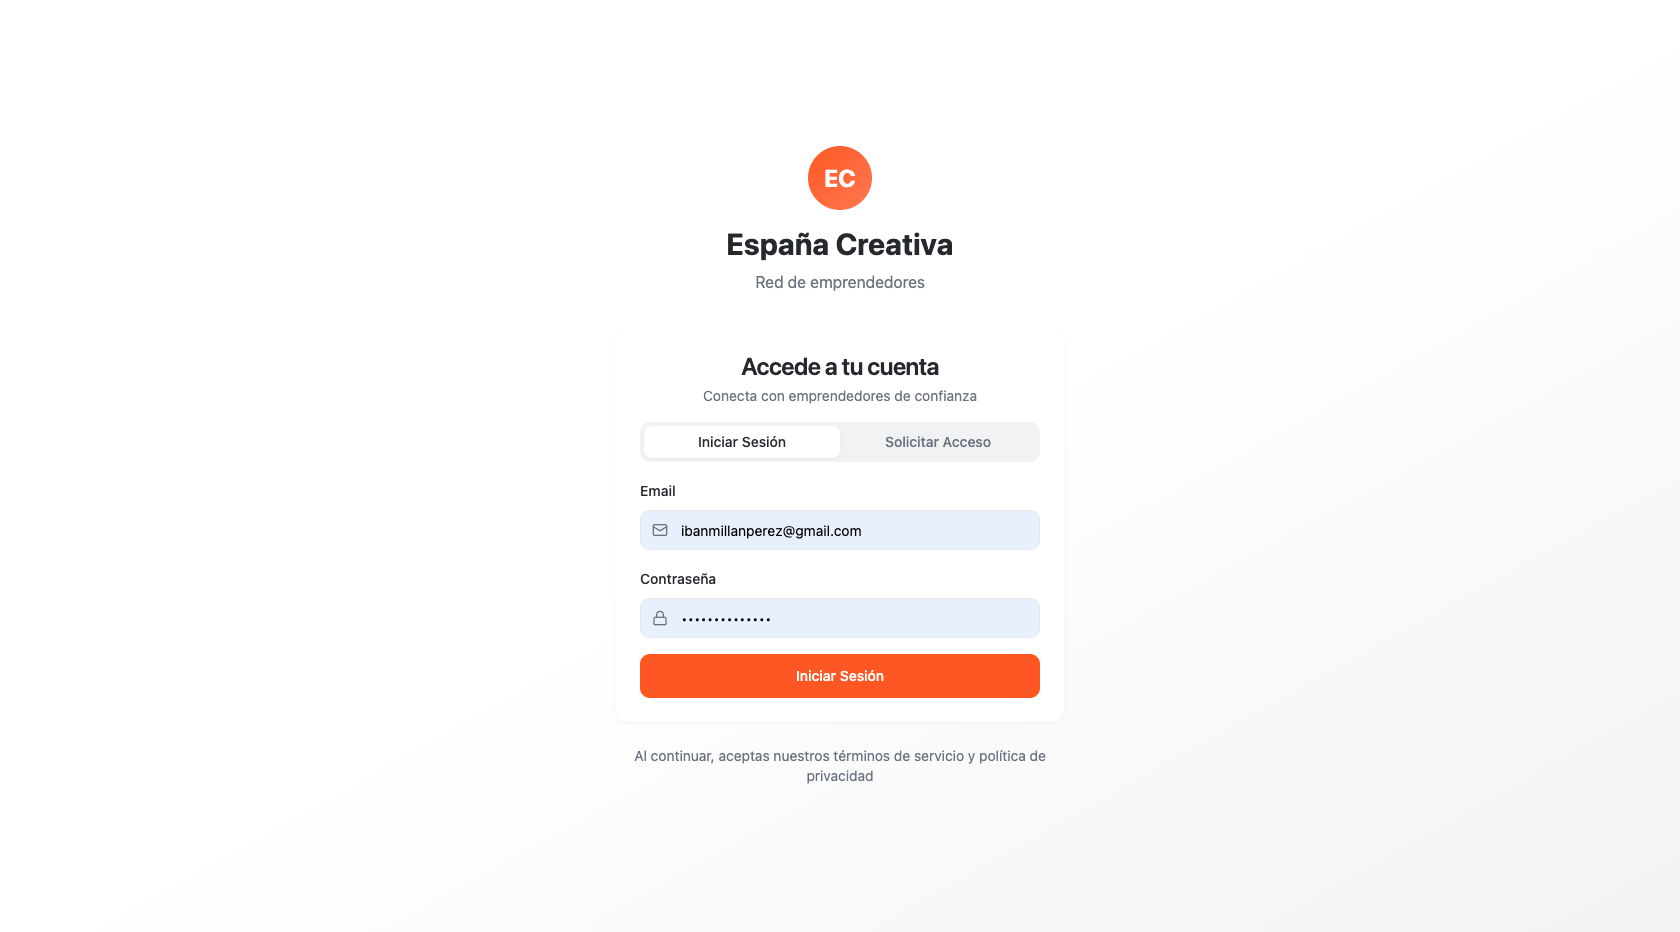 EC
España Creativa
Red de emprendedores
Accede a tu cuenta
Conecta con emprendedores de confianza
Iniciar Sesión
Solicitar Acceso
Email
ibanmillanperez@gmail.com
Contraseña
••••••••••••••
Iniciar Sesión
Al continuar, aceptas nuestros términos de servicio y política de
privacidad